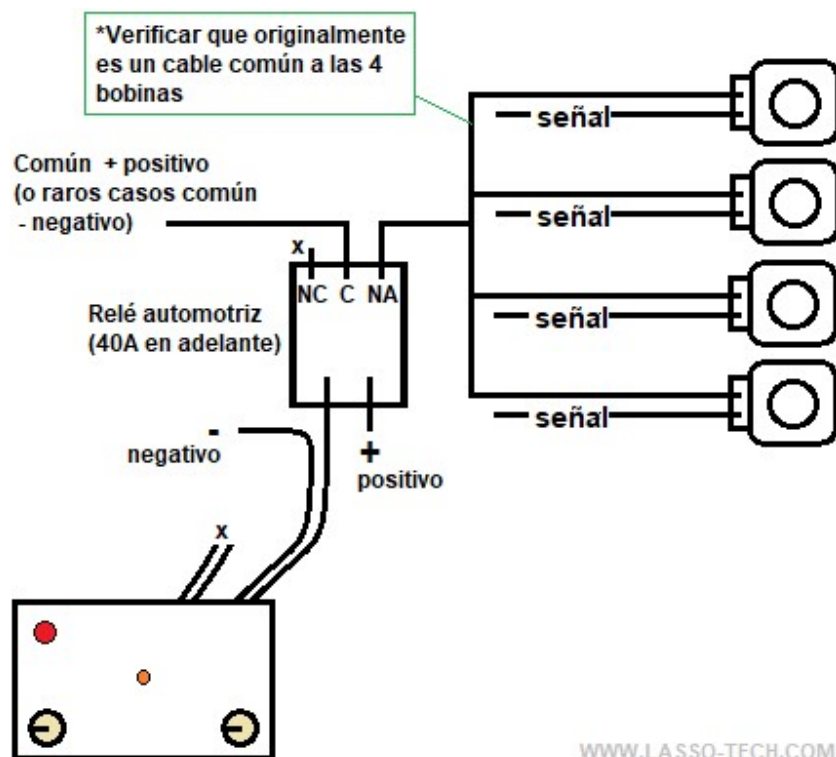 *Verificar que originalmente
es un cable común a las 4
bobinas
señal
Común + positivo
(o raros casos común
- negativo)
señal
x
NC C NA
Relé automotriz
(40A en adelante)
señal
señal
-
negativo
+
positivo
x
WWW.LASSO-TECH.COM